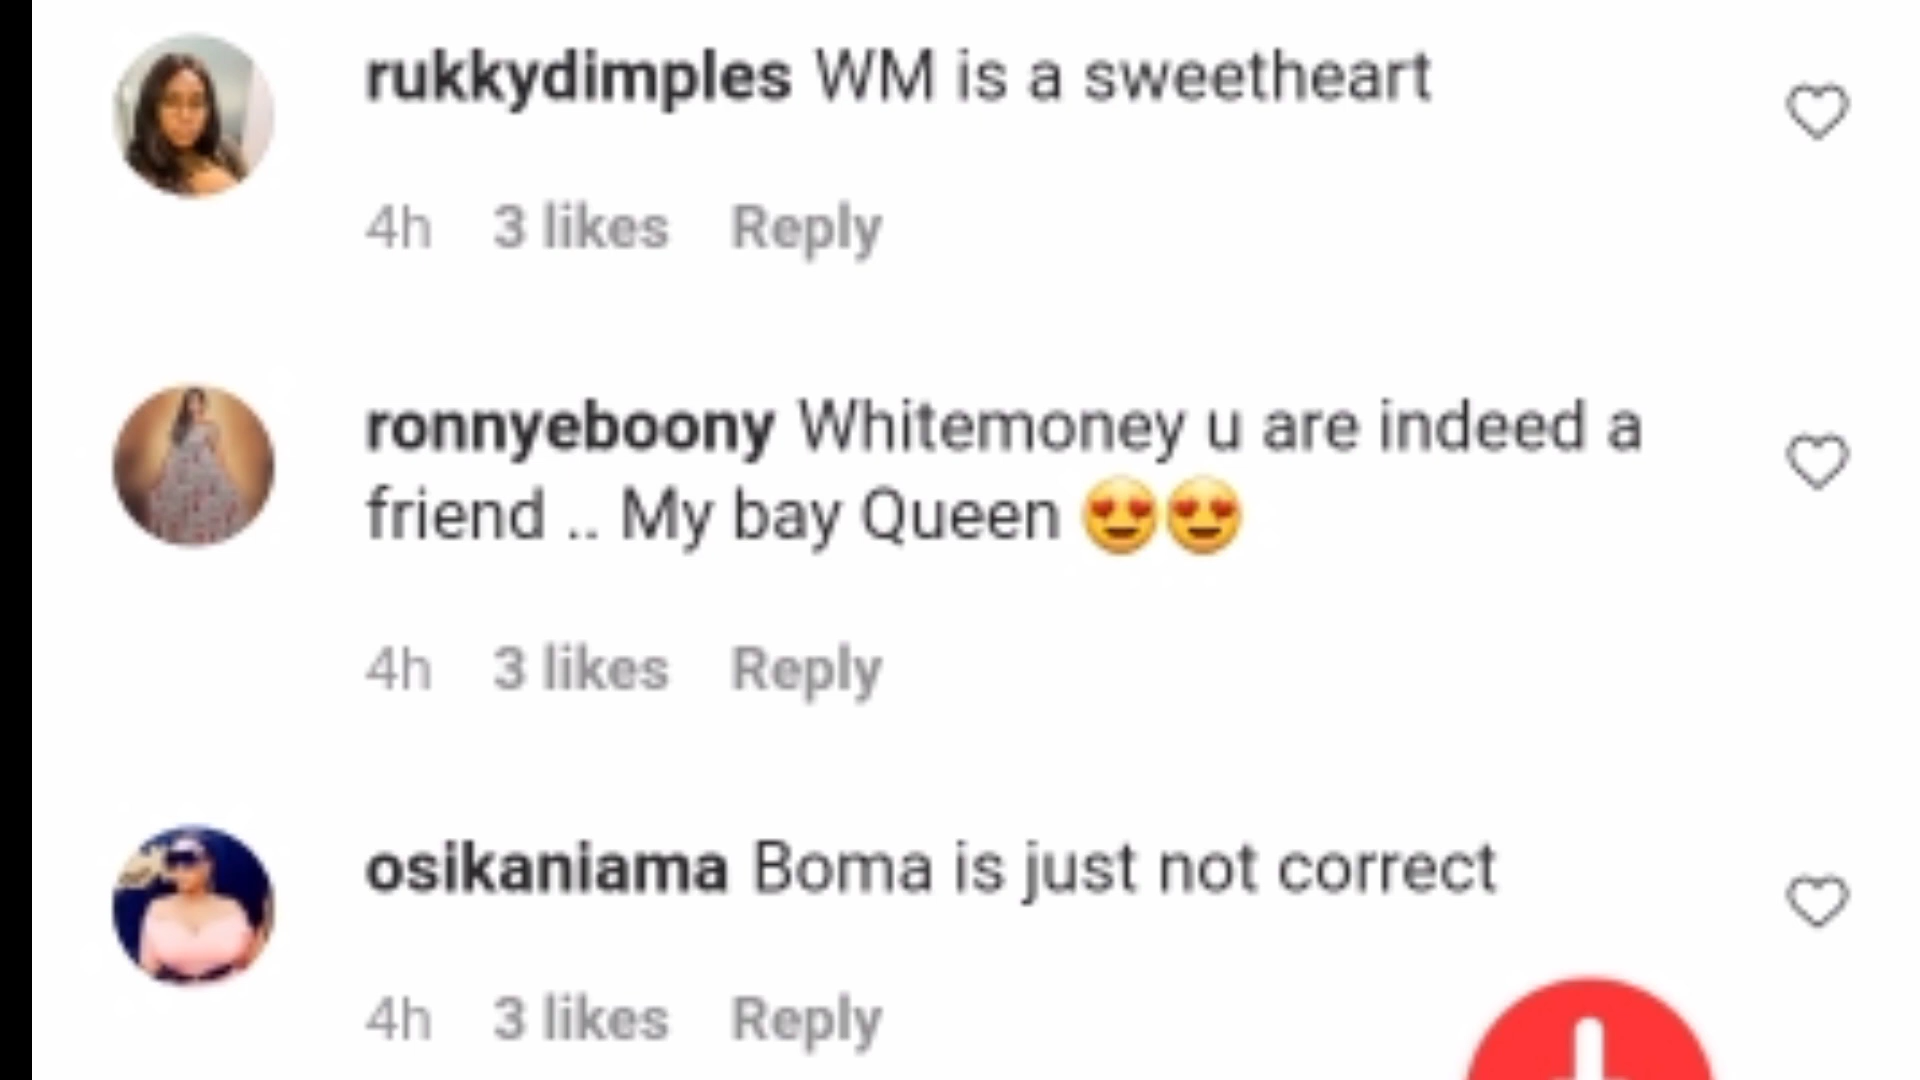 rukkydimples WM is a sweetheart
4h 3 likes Reply
ronnyeboony Whitemoney u are indeed a
friend .. My bay Queen 😍😍
4h 3 likes Reply
osikaniama Boma is just not correct
4h 3 likes Reply